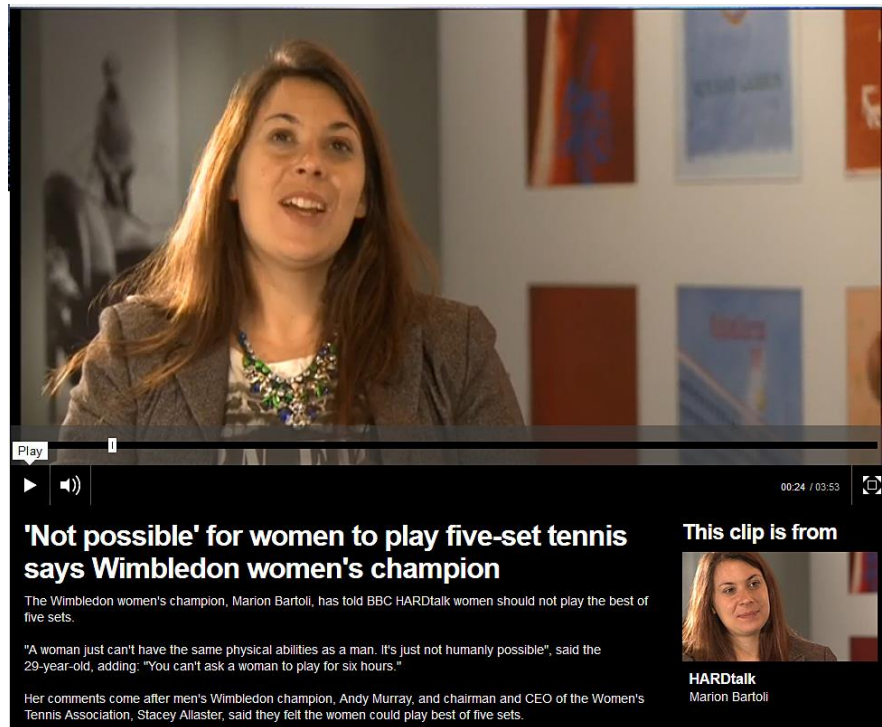 Play
00:24 / 03:53
'Not possible' for women to play five-set tennis
says Wimbledon women's champion
The Wimbledon women's champion, Marion Bartoli, has told BBC HARDtalk women should not play the best of
five sets.
"A woman just can't have the same physical abilities as a man. It's just not humanly possible", said the
29-year-old, adding: "You can't ask a woman to play for six hours."
Her comments come after men's Wimbledon champion, Andy Murray, and chairman and CEO of the Women's
Tennis Association, Stacey Allaster, said they felt the women could play best of five sets.
This clip is from
HARDtalk
Marion Bartoli